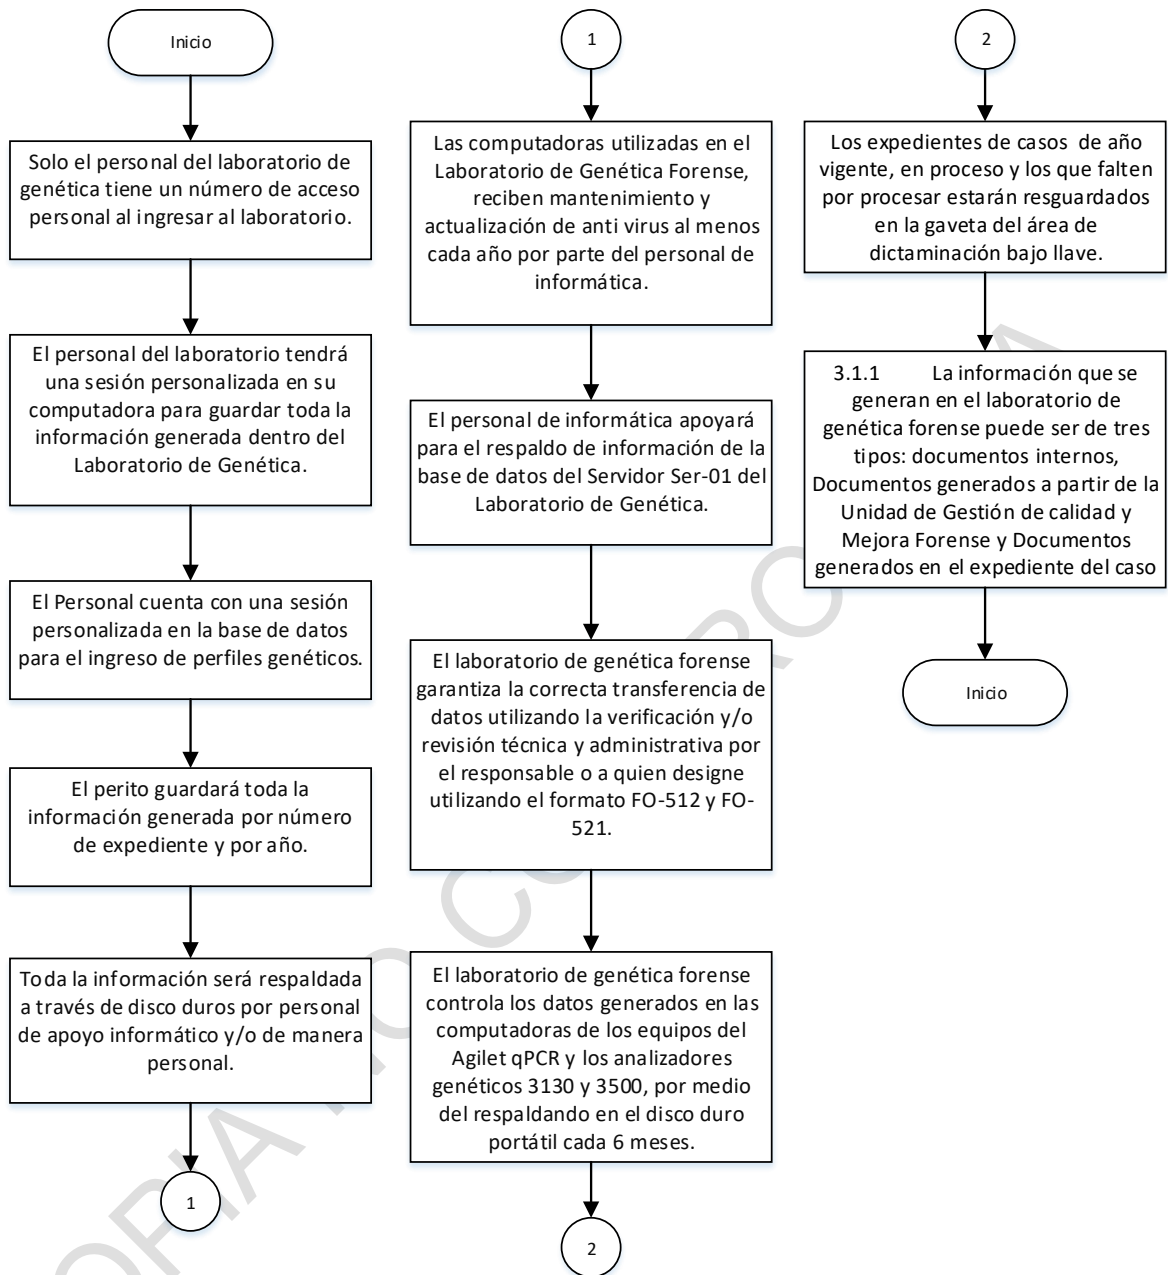 Inicio
Solo el personal del laboratorio de
genética tiene un número de acceso
personal al ingresar al laboratorio.
El personal del laboratorio tendrá
una sesión personalizada en su
computadora para guardar toda la
información generada dentro del
Laboratorio de Genética.
El Personal cuenta con una sesión
personalizada en la base de datos
para el ingreso de perfiles genéticos.
El perito guardará toda la
información generada por número
de expediente y por año.
Toda la información será respaldada
a través de disco duros por personal
de apoyo informático y/o de manera
personal.
1
1
Las computadoras utilizadas en el
Laboratorio de Genética Forense,
reciben mantenimiento y
actualización de anti virus al menos
cada año por parte del personal de
informática.
El personal de informática apoyará
para el respaldo de información de la
base de datos del Servidor Ser-01 del
Laboratorio de Genética.
El laboratorio de genética forense
garantiza la correcta transferencia de
datos utilizando la verificación y/o
revisión técnica y administrativa por
el responsable o a quien designe
utilizando el formato FO-512 y FO-
521.
El laboratorio de genética forense
controla los datos generados en las
computadoras de los equipos del
Agilet qPCR y los analizadores
genéticos 3130 y 3500, por medio
del respaldando en el disco duro
portátil cada 6 meses.
2
2
Los expedientes de casos de año
vigente, en proceso y los que falten
por procesar estarán resguardados
en la gaveta del área de
dictaminación bajo llave.
3.1.1 La información que se
generan en el laboratorio de
genética forense puede ser de tres
tipos: documentos internos,
Documentos generados a partir de la
Unidad de Gestión de calidad y
Mejora Forense y Documentos
generados en el expediente del caso
Inicio